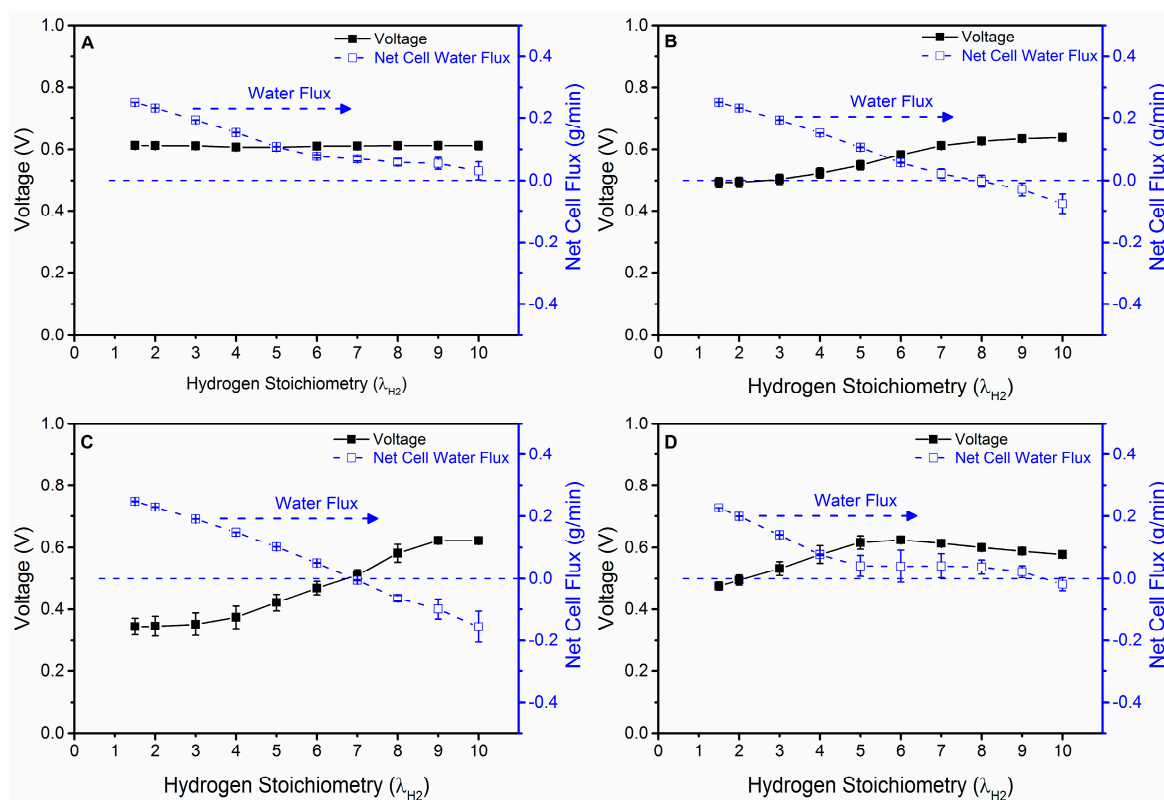 A
Voltage
Net Cell Water Flux
Water Flux
1.0
0.8
0.6
0.4
0.2
0.0
Voltage (V)
0.4
0.2
0.0
-0.2
-0.4
Net Cell Flux (g/min)
0 1 2 3 4 5 6 7 8 9 10
Hydrogen Stoichiometry (λH2)
B
Voltage
Net Cell Water Flux
Water Flux
1.0
0.8
0.6
0.4
0.2
0.0
Voltage (V)
0.4
0.2
0.0
-0.2
-0.4
Net Cell Flux (g/min)
0 1 2 3 4 5 6 7 8 9 10
Hydrogen Stoichiometry (λH2)
C
Voltage
Net Cell Water Flux
Water Flux
1.0
0.8
0.6
0.4
0.2
0.0
Voltage (V)
0.4
0.2
0.0
-0.2
-0.4
Net Cell Flux (g/min)
0 1 2 3 4 5 6 7 8 9 10
Hydrogen Stoichiometry (λH2)
D
Voltage
Net Cell Water Flux
Water Flux
1.0
0.8
0.6
0.4
0.2
0.0
Voltage (V)
0.4
0.2
0.0
-0.2
-0.4
Net Cell Flux (g/min)
0 1 2 3 4 5 6 7 8 9 10
Hydrogen Stoichiometry (λH2)